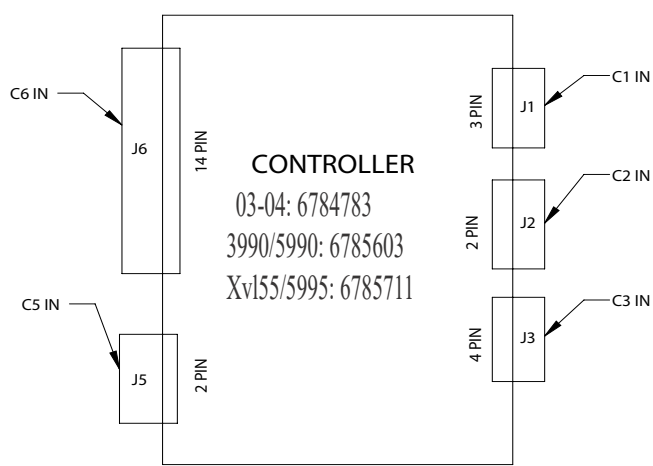 C6 IN
J6
14 PIN
C5 IN
J5
2 PIN
CONTROLLER
03-04: 6784783
3990/5990: 6785603
Xvl55/5995: 6785711
3 PIN
J1
C1 IN
2 PIN
J2
C2 IN
4 PIN
J3
C3 IN